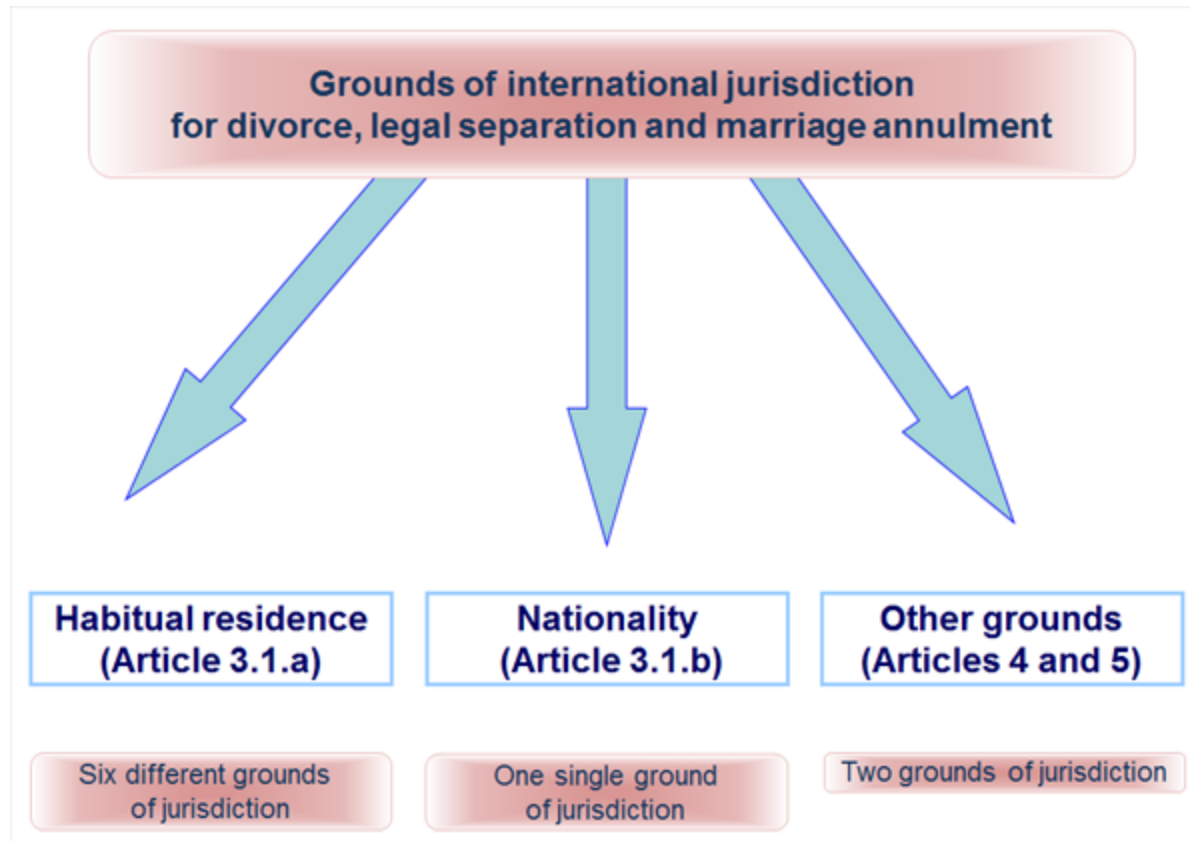 Grounds of international jurisdiction
for divorce, legal separation and marriage annulment
Habitual residence
(Article 3.1.a)
Nationality
(Article 3.1.b)
Other grounds
(Articles 4 and 5)
Six different grounds
of jurisdiction
One single ground
of jurisdiction
Two grounds of jurisdiction